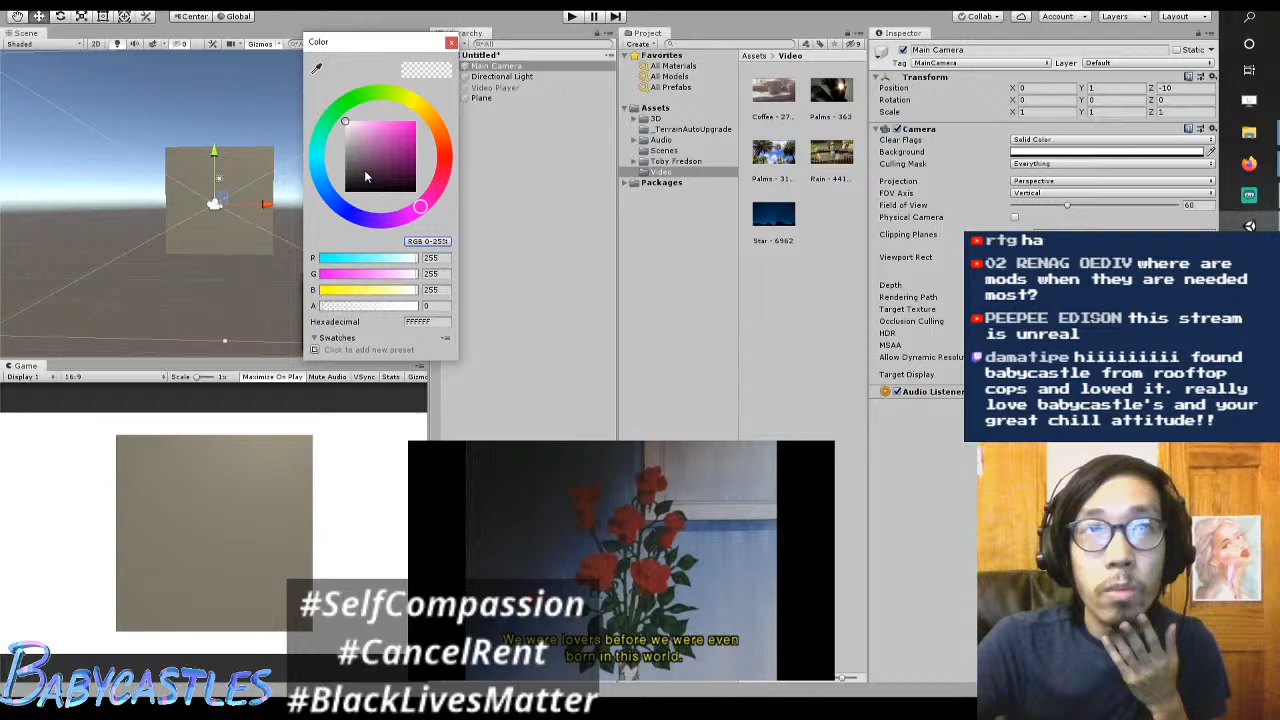 Center
Global
Collab
Account
Layers
Layout
Scene
Shaded
2D
0
Gizmos
All
Color
RGB 0-255
R 255
G 255
B 255
A 0
Hexadecimal FFFFFF
Swatches
Click to add new preset
Hierarchy
Create
All
Untitled*
Main Camera
Directional Light
Video Player
Plane
Project
Create
9
Favorites
All Materials
All Models
All Prefabs
Assets
3D
_TerrainAutoUpgrade
Audio
Scenes
Toby Fredson
Video
Packages
Assets > Video
Coffee - 27...
Palms - 363
Palms - 31...
Rain - 441...
Star - 6962
Inspector
Main Camera
Static
Tag MainCamera
Layer Default
Transform
Position X 0 Y 1 Z -10
Rotation X 0 Y 0 Z 0
Scale X 1 Y 1 Z 1
Camera
Clear Flags Solid Color
Background
Culling Mask Everything
Projection Perspective
FOV Axis Vertical
Field of View 60
Physical Camera
Clipping Planes
Viewport Rect
Depth
Rendering Path
Target Texture
Occlusion Culling
HDR
MSAA
Allow Dynamic Resolu
Target Display
Audio Listener
rtg ha
02 RENAG OEDIV where are
mods when they are needed
most?
PEEPEE EDISON this stream
is unreal
damatipe hiiiiiiiii found
babycastle from rooftop
cops and loved it. really
love babycastle's and your
great chill attitude!!
Game
Display 1
16:9
Scale
1x
Maximize On Play
Mute Audio
VSync
Stats
Gizmos
We were lovers before we were even
born in this world.
#SelfCompassion
#CancelRent
#BlackLivesMatter
BABYCASTLES